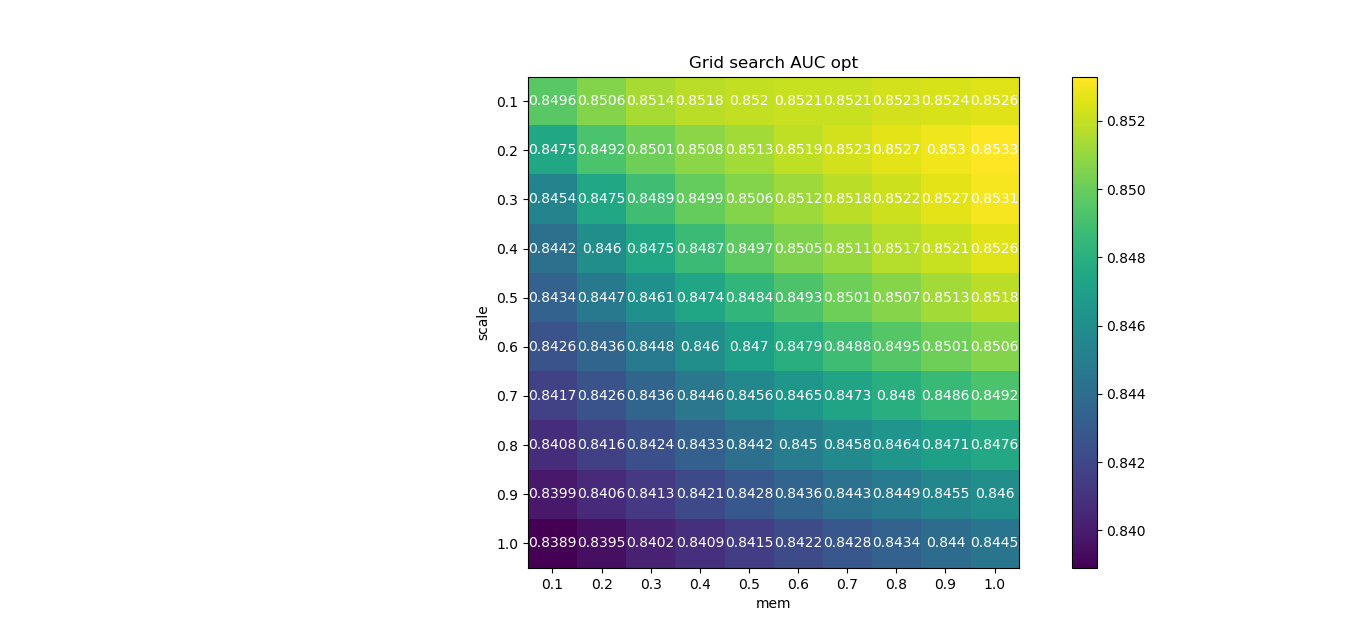 Grid search AUC opt
0.1 0.8496 0.8506 0.8514 0.8518 0.852 0.8521 0.8521 0.8523 0.8524 0.8526
0.2 0.8475 0.8492 0.8501 0.8508 0.8513 0.8519 0.8523 0.8527 0.853 0.8533
0.3 0.8454 0.8475 0.8489 0.8499 0.8506 0.8512 0.8518 0.8522 0.8527 0.8531
0.4 0.8442 0.846 0.8475 0.8487 0.8497 0.8505 0.8511 0.8517 0.8521 0.8526
0.5 0.8434 0.8447 0.8461 0.8474 0.8484 0.8493 0.8501 0.8507 0.8513 0.8518
0.6 0.8426 0.8436 0.8448 0.846 0.847 0.8479 0.8488 0.8495 0.8501 0.8506
0.7 0.8417 0.8426 0.8436 0.8446 0.8456 0.8465 0.8473 0.848 0.8486 0.8492
0.8 0.8408 0.8416 0.8424 0.8433 0.8442 0.845 0.8458 0.8464 0.8471 0.8476
0.9 0.8399 0.8406 0.8413 0.8421 0.8428 0.8436 0.8443 0.8449 0.8455 0.846
1.0 0.8389 0.8395 0.8402 0.8409 0.8415 0.8422 0.8428 0.8434 0.844 0.8445
0.1 0.2 0.3 0.4 0.5 0.6 0.7 0.8 0.9 1.0
mem
scale
0.852
0.850
0.848
0.846
0.844
0.842
0.840